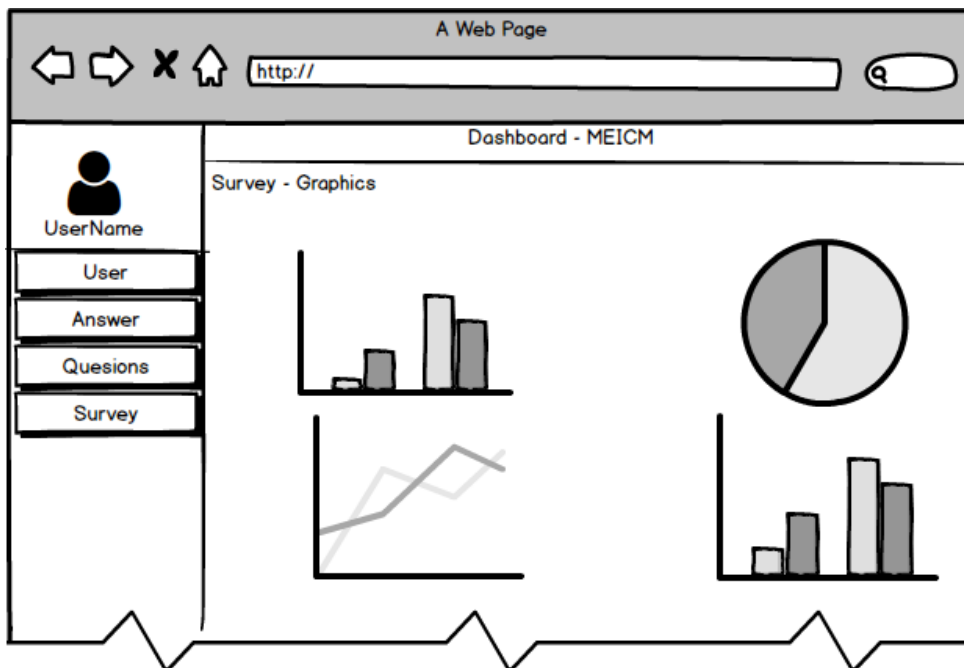 A Web Page
http://
Dashboard - MEICM
UserName
User
Answer
Quesions
Survey
Survey - Graphics